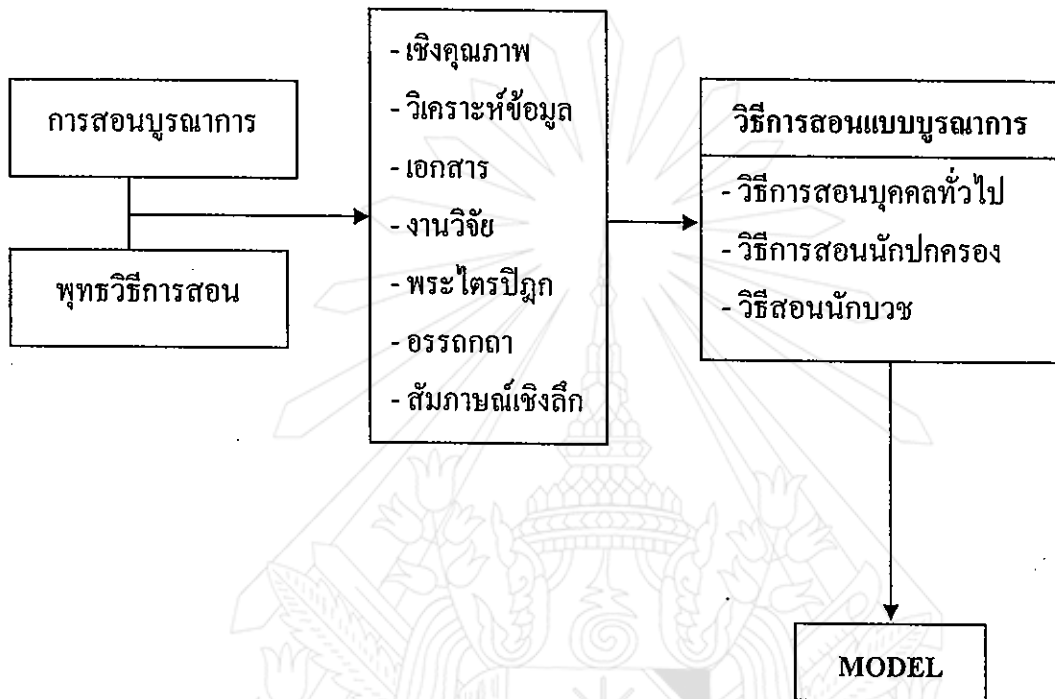 การสอนบูรณาการ
พุทธวิธีการสอน
- เชิงคุณภาพ
- วิเคราะห์ข้อมูล
- เอกสาร
- งานวิจัย
- พระไตรปิฎก
- อรรถกถา
- สัมภาษณ์เชิงลึก
วิธีการสอนแบบบูรณาการ
- วิธีการสอนบุคคลทั่วไป
- วิธีการสอนนักปกครอง
- วิธีสอนนักบวช
MODEL